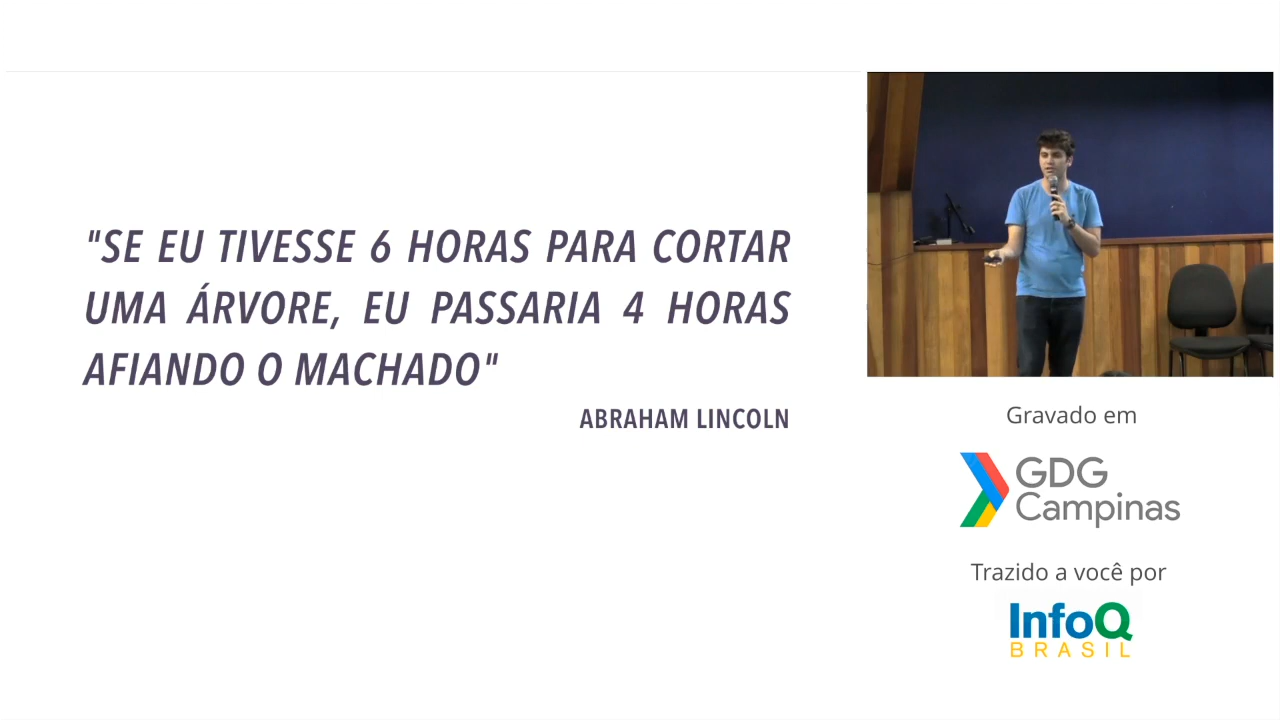 "SE EU TIVESSE 6 HORAS PARA CORTAR
UMA ÁRVORE, EU PASSARIA 4 HORAS
AFIANDO O MACHADO"
ABRAHAM LINCOLN
Gravado em
GDG
Campinas
Trazido a você por
InfoQ
BRASIL